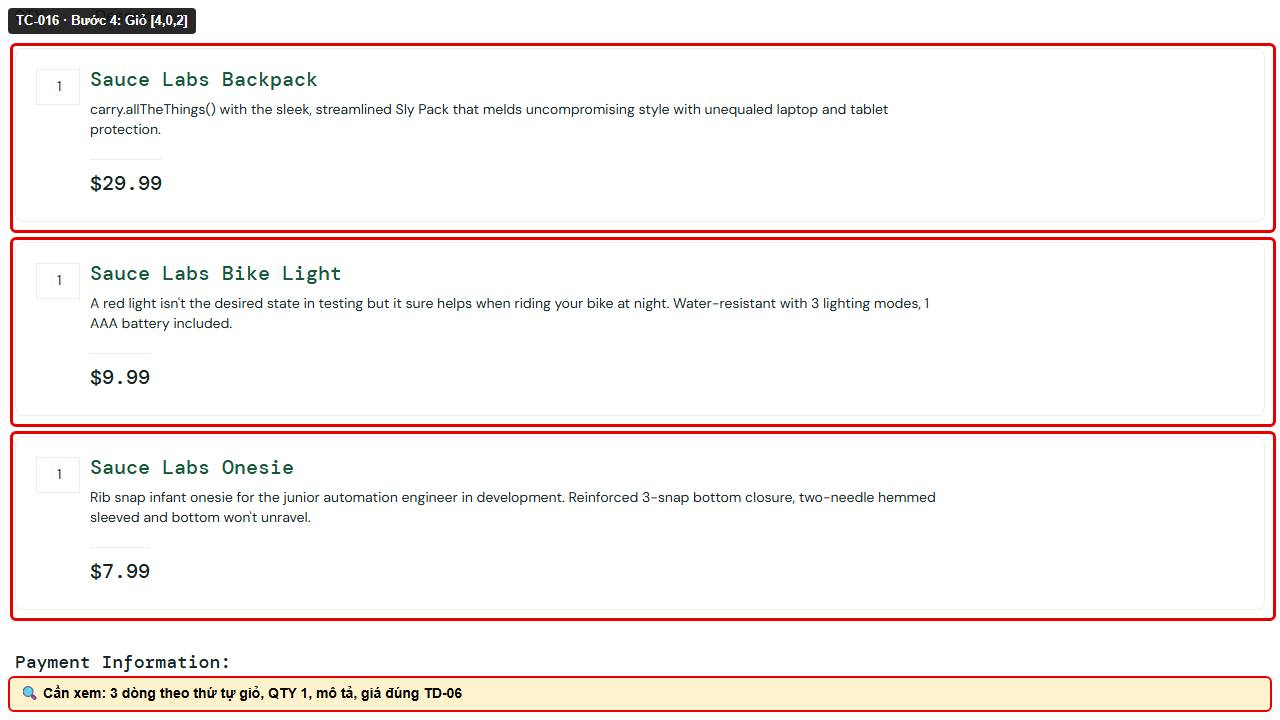 TC-016 · Bước 4: Giỏ [4,0,2]
1
Sauce Labs Backpack
carry.allTheThings() with the sleek, streamlined Sly Pack that melds uncompromising style with unequaled laptop and tablet
protection.
$29.99
1
Sauce Labs Bike Light
A red light isn't the desired state in testing but it sure helps when riding your bike at night. Water-resistant with 3 lighting modes, 1
AAA battery included.
$9.99
1
Sauce Labs Onesie
Rib snap infant onesie for the junior automation engineer in development. Reinforced 3-snap bottom closure, two-needle hemmed
sleeved and bottom won't unravel.
$7.99
Payment Information:
🔍 Cần xem: 3 dòng theo thứ tự giỏ, QTY 1, mô tả, giá đúng TD-06